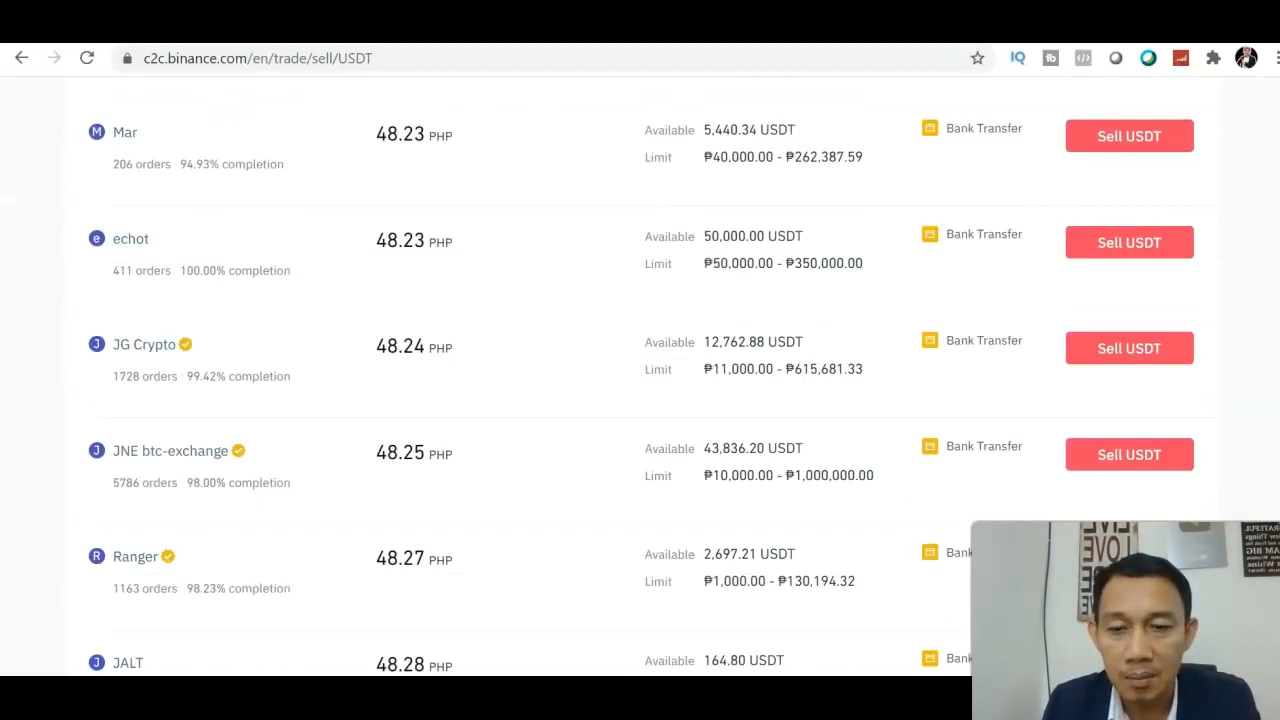 c2c.binance.com/en/trade/sell/USDT
IQ
tb
M Mar
48.23 PHP
Available 5,440.34 USDT
Bank Transfer
Sell USDT
206 orders 94.93% completion
Limit ₱40,000.00 - ₱262,387.59
e echot
48.23 PHP
Available 50,000.00 USDT
Bank Transfer
Sell USDT
411 orders 100.00% completion
Limit ₱50,000.00 - ₱350,000.00
J JG Crypto
48.24 PHP
Available 12,762.88 USDT
Bank Transfer
Sell USDT
1728 orders 99.42% completion
Limit ₱11,000.00 - ₱615,681.33
J JNE btc-exchange
48.25 PHP
Available 43,836.20 USDT
Bank Transfer
Sell USDT
5786 orders 98.00% completion
Limit ₱10,000.00 - ₱1,000,000.00
R Ranger
48.27 PHP
Available 2,697.21 USDT
Bank
1163 orders 98.23% completion
Limit ₱1,000.00 - ₱130,194.32
J JALT
48.28 PHP
Available 164.80 USDT
Bank
LIVE
LOVE